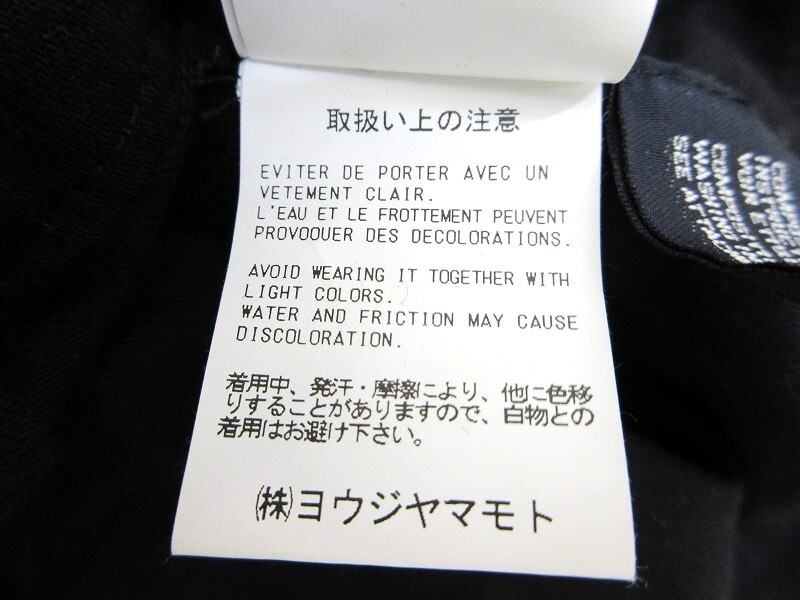 取扱い上の注意
EVITER DE PORTER AVEC UN
VETEMENT CLAIR.
L'EAU ET LE FROTTEMENT PEUVENT
PROVOOUER DES DECOLORATIONS.
AVOID WEARING IT TOGETHER WITH
LIGHT COLORS.
WATER AND FRICTION MAY CAUSE
DISCOLORATION.
着用中、発汗・摩擦により、他に色移
りすることがありますので、白物との
着用はお避け下さい。
㈱ヨウジヤマモト